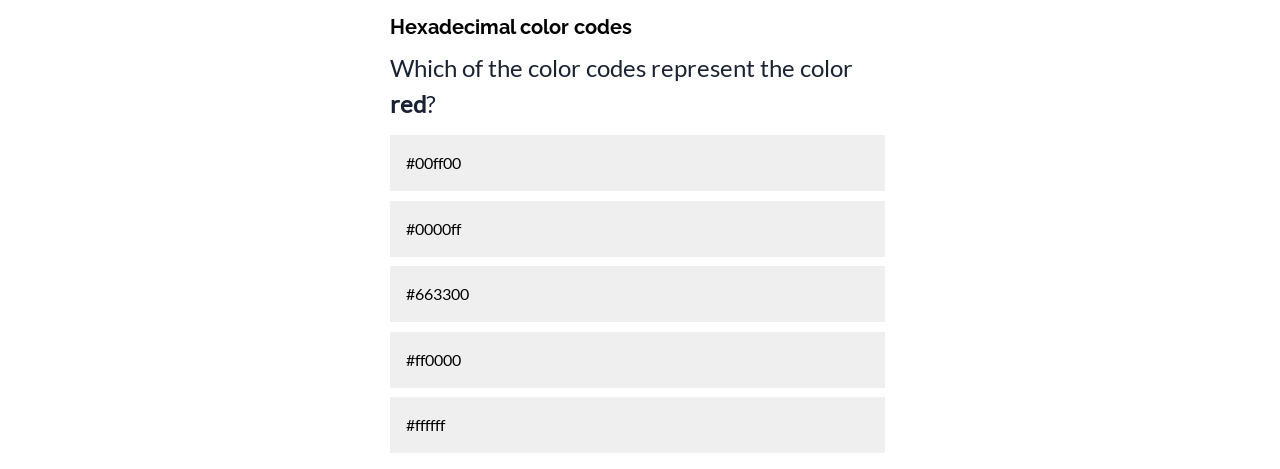 Hexadecimal color codes
Which of the color codes represent the color
red?
#00ff00
#0000ff
#663300
#ff0000
#ffffff